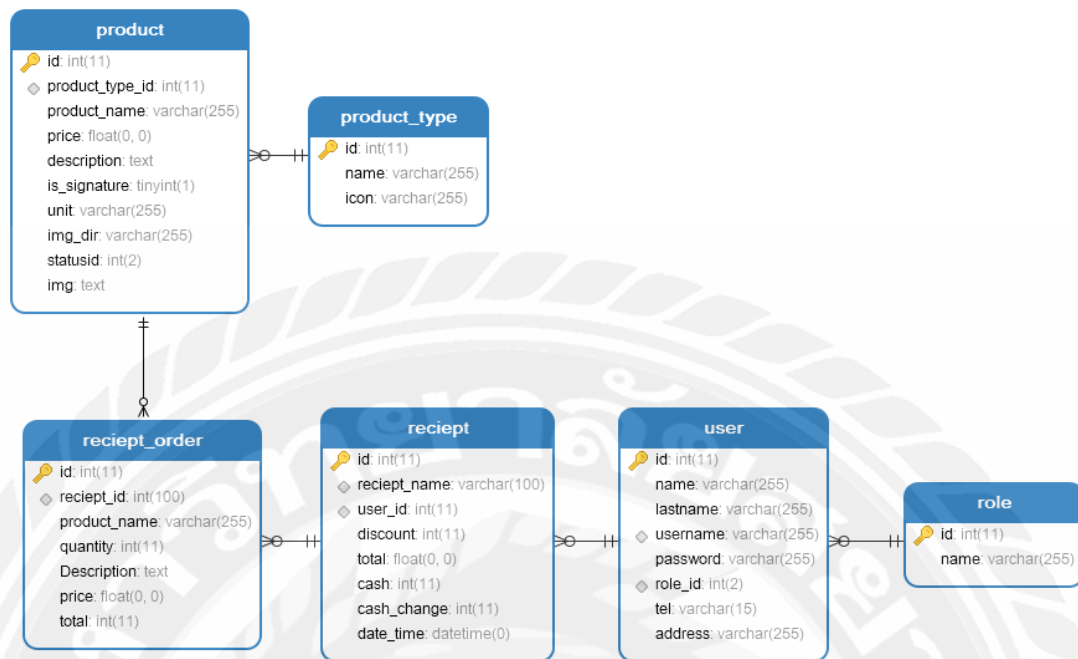 product
id: int(11)
product_type_id: int(11)
product_name: varchar(255)
price: float(0, 0)
description: text
is_signature: tinyint(1)
unit: varchar(255)
img_dir: varchar(255)
statusid: int(2)
img: text
product_type
id: int(11)
name: varchar(255)
icon: varchar(255)
reciept_order
id: int(11)
reciept_id: int(100)
product_name: varchar(255)
quantity: int(11)
Description: text
price: float(0, 0)
total: int(11)
reciept
id: int(11)
reciept_name: varchar(100)
user_id: int(11)
discount: int(11)
total: float(0, 0)
cash: int(11)
cash_change: int(11)
date_time: datetime(0)
user
id: int(11)
name: varchar(255)
lastname: varchar(255)
username: varchar(255)
password: varchar(255)
role_id: int(2)
tel: varchar(15)
address: varchar(255)
role
id: int(11)
name: varchar(255)